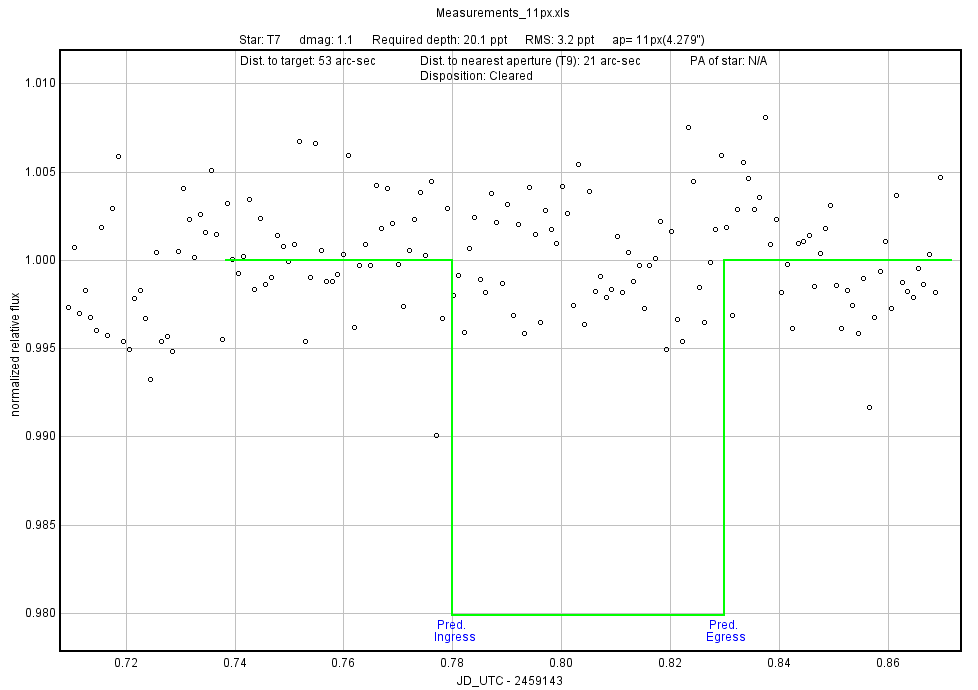 Measurements_11px.xls
Star: T7 dmag: 1.1 Required depth: 20.1 ppt RMS: 3.2 ppt ap= 11px(4.279")
Dist. to target: 53 arc-sec Dist. to nearest aperture (T9): 21 arc-sec PA of star: N/A
Disposition: Cleared
1.010
1.005
1.000
0.995
0.990
0.985
0.980
normalized relative flux
Pred. Pred.
Ingress Egress
0.72 0.74 0.76 0.78 0.80 0.82 0.84 0.86
JD_UTC - 2459143